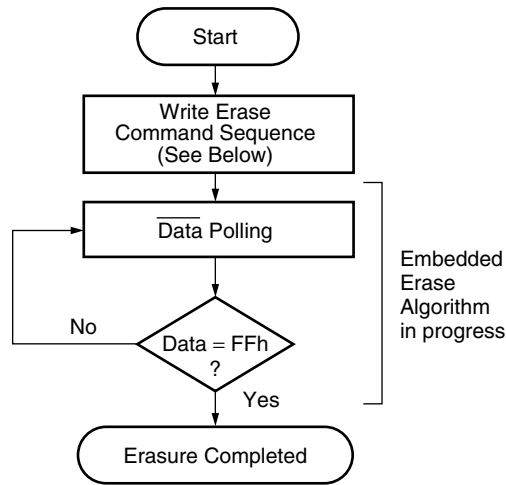 Start
Write Erase
Command Sequence
(See Below)
Data Polling
Embedded
Erase
Algorithm
in progress
No
Data = FFh
?
Yes
Erasure Completed